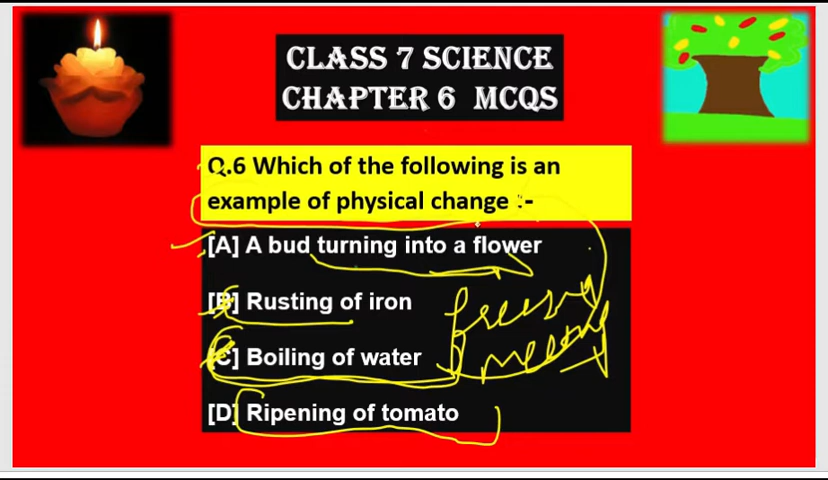 CLASS 7 SCIENCE
CHAPTER 6 MCQS
Q.6 Which of the following is an
example of physical change :-
[A] A bud turning into a flower
[B] Rusting of iron
freezing
[C] Boiling of water
melting
[D] Ripening of tomato